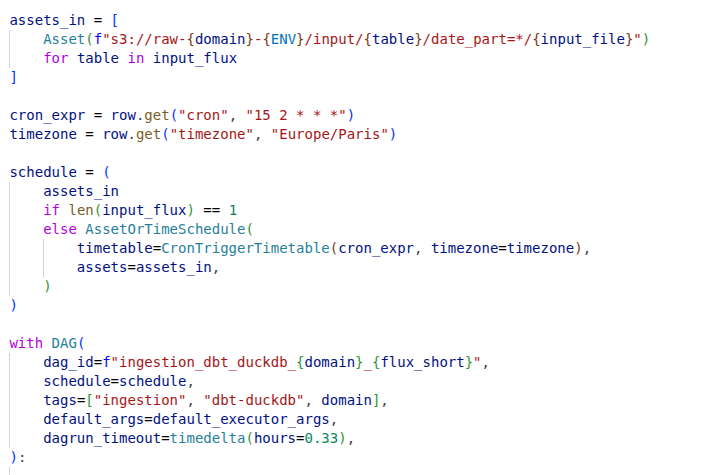 assets_in = [
    Asset(f"s3://raw-{domain}-{ENV}/input/{table}/date_part=*/{input_file}")
    for table in input_flux
]

cron_expr = row.get("cron", "15 2 * * *")
timezone = row.get("timezone", "Europe/Paris")

schedule = (
    assets_in
    if len(input_flux) == 1
    else AssetOrTimeSchedule(
        timetable=CronTriggerTimetable(cron_expr, timezone=timezone),
        assets=assets_in,
    )
)

with DAG(
    dag_id=f"ingestion_dbt_duckdb_{domain}_{flux_short}",
    schedule=schedule,
    tags=["ingestion", "dbt-duckdb", domain],
    default_args=default_executor_args,
    dagrun_timeout=timedelta(hours=0.33),
):